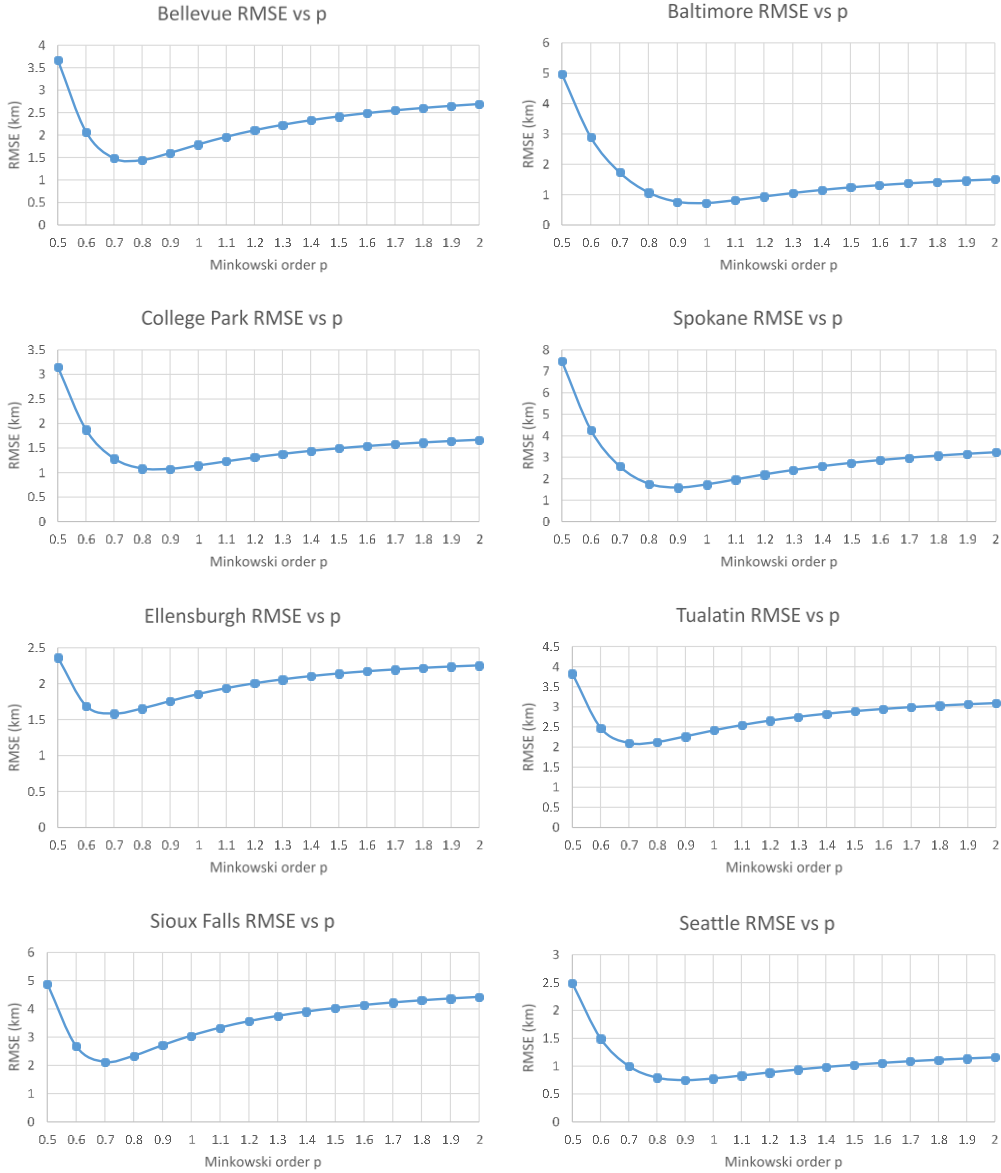 Bellevue RMSE vs p
4
3.5
3
2.5
2
1.5
1
0.5
0
RMSE (km)
0.5 0.6 0.7 0.8 0.9 1 1.1 1.2 1.3 1.4 1.5 1.6 1.7 1.8 1.9 2
Minkowski order p
Baltimore RMSE vs p
6
5
4
3
2
1
0
RMSE (km)
0.5 0.6 0.7 0.8 0.9 1 1.1 1.2 1.3 1.4 1.5 1.6 1.7 1.8 1.9 2
Minkowski order p
College Park RMSE vs p
3.5
3
2.5
2
1.5
1
0.5
0
RMSE (km)
0.5 0.6 0.7 0.8 0.9 1 1.1 1.2 1.3 1.4 1.5 1.6 1.7 1.8 1.9 2
Minkowski order p
Spokane RMSE vs p
8
7
6
5
4
3
2
1
0
RMSE (km)
0.5 0.6 0.7 0.8 0.9 1 1.1 1.2 1.3 1.4 1.5 1.6 1.7 1.8 1.9 2
Minkowski order p
Ellensburgh RMSE vs p
2.5
2
1.5
1
0.5
0
RMSE (km)
0.5 0.6 0.7 0.8 0.9 1 1.1 1.2 1.3 1.4 1.5 1.6 1.7 1.8 1.9 2
Minkowski order p
Tualatin RMSE vs p
4.5
4
3.5
3
2.5
2
1.5
1
0.5
0
RMSE (km)
0.5 0.6 0.7 0.8 0.9 1 1.1 1.2 1.3 1.4 1.5 1.6 1.7 1.8 1.9 2
Minkowski order p
Sioux Falls RMSE vs p
6
5
4
3
2
1
0
RMSE (km)
0.5 0.6 0.7 0.8 0.9 1 1.1 1.2 1.3 1.4 1.5 1.6 1.7 1.8 1.9 2
Minkowski order p
Seattle RMSE vs p
3
2.5
2
1.5
1
0.5
0
RMSE (km)
0.5 0.6 0.7 0.8 0.9 1 1.1 1.2 1.3 1.4 1.5 1.6 1.7 1.8 1.9 2
Minkowski order p